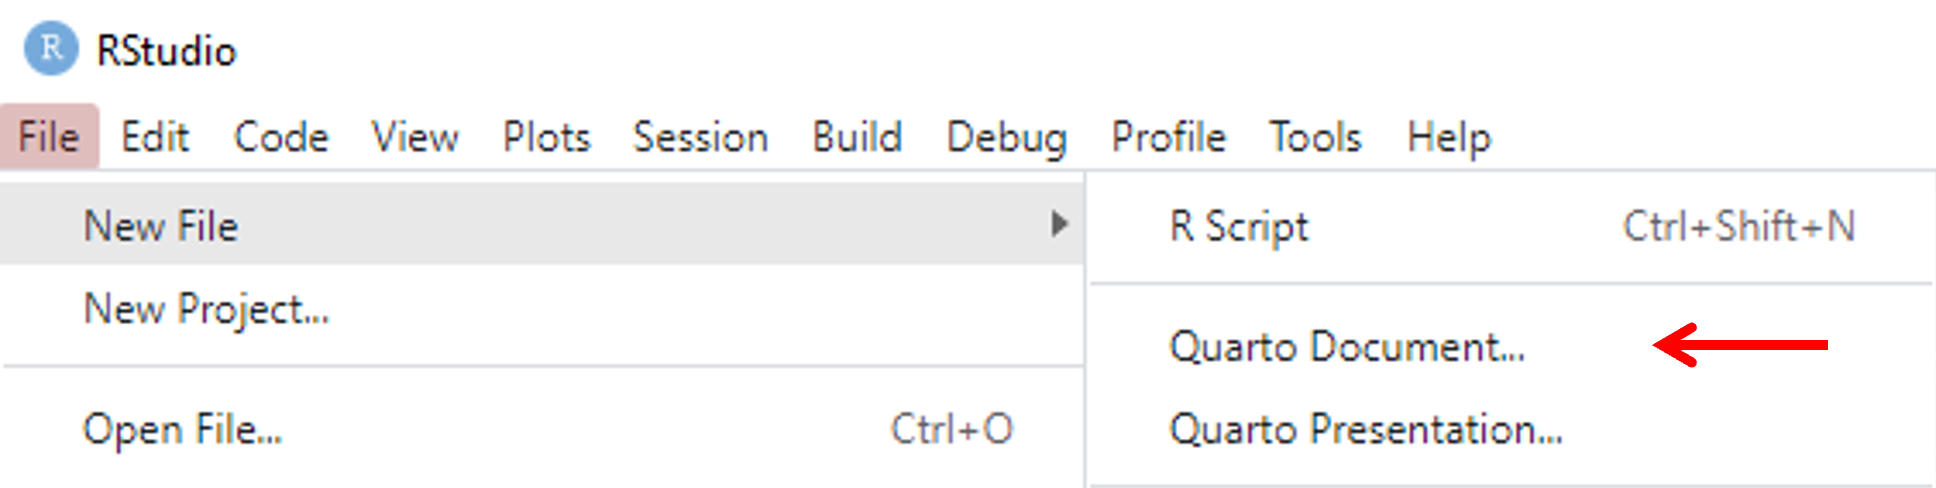 R RStudio
File Edit Code View Plots Session Build Debug Profile Tools Help
New File
New Project...
Open File... Ctrl+O
R Script Ctrl+Shift+N
Quarto Document...
Quarto Presentation...